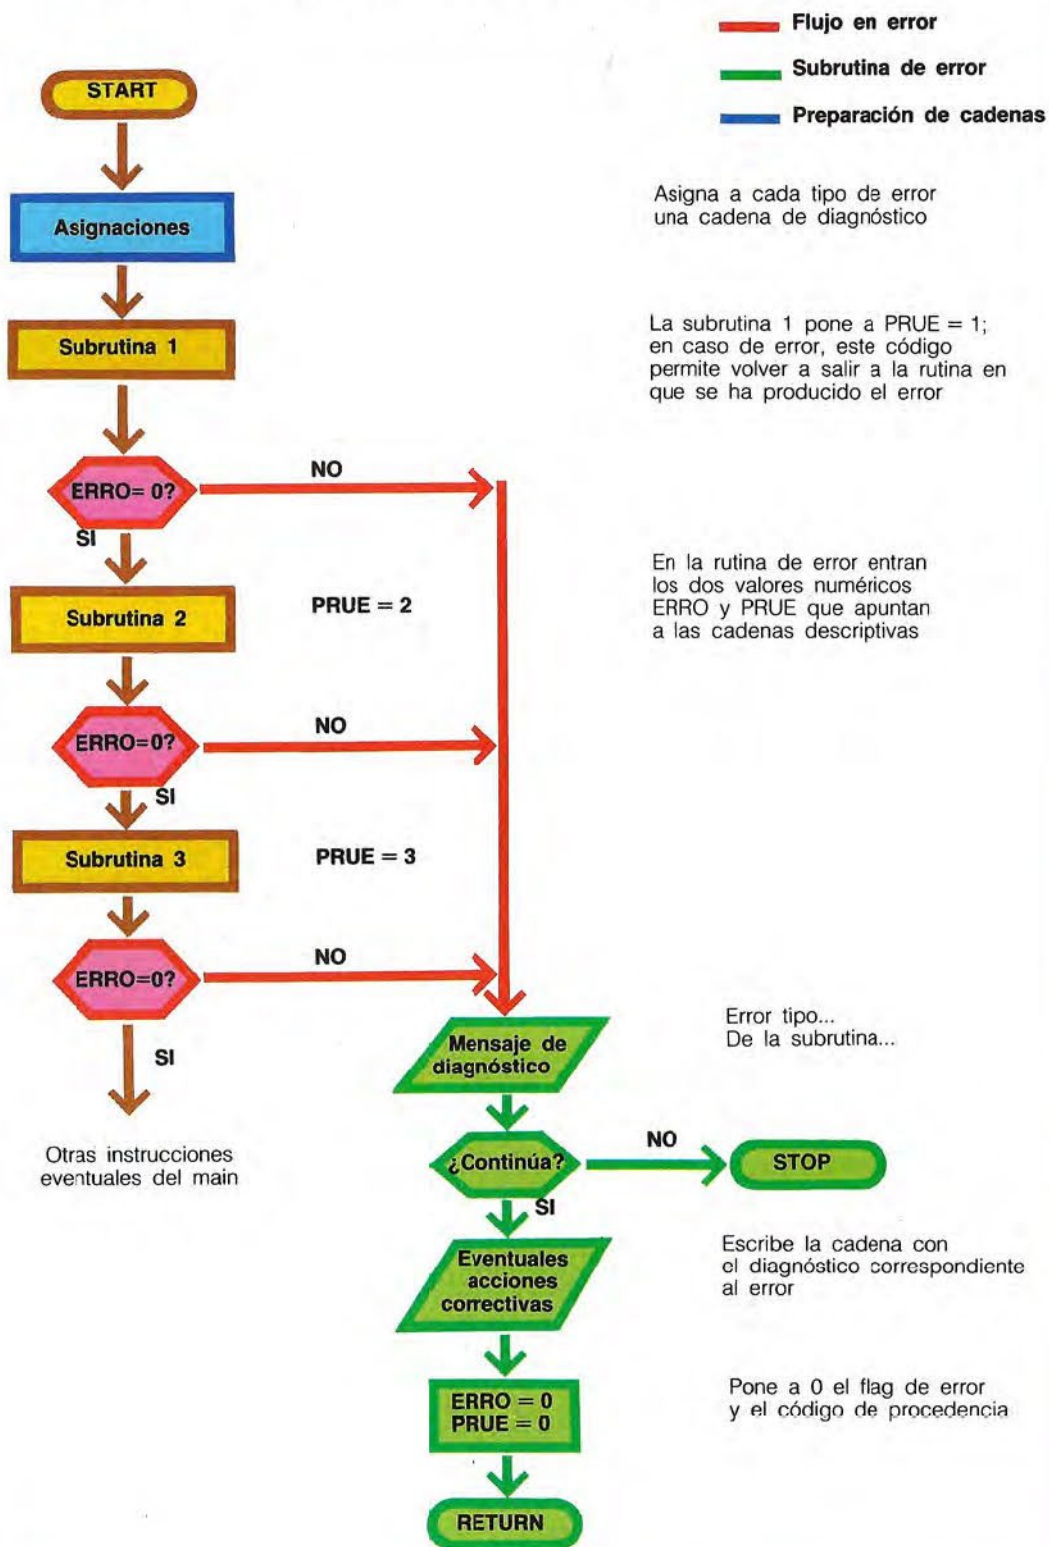 Flujo en error
Subrutina de error
Preparación de cadenas
START
Asignaciones
Asigna a cada tipo de error
una cadena de diagnóstico
Subrutina 1
La subrutina 1 pone a PRUE = 1;
en caso de error, este código
permite volver a salir a la rutina en
que se ha producido el error
ERRO= 0?
NO
SI
Subrutina 2
PRUE = 2
En la rutina de error entran
los dos valores numéricos
ERRO y PRUE que apuntan
a las cadenas descriptivas
ERRO=0?
NO
SI
Subrutina 3
PRUE = 3
ERRO=0?
NO
SI
Otras instrucciones
eventuales del main
Mensaje de
diagnóstico
Error tipo...
De la subrutina...
¿Continúa?
NO
STOP
SI
Eventuales
acciones
correctivas
Escribe la cadena con
el diagnóstico correspondiente
al error
ERRO = 0
PRUE = 0
Pone a 0 el flag de error
y el código de procedencia
RETURN